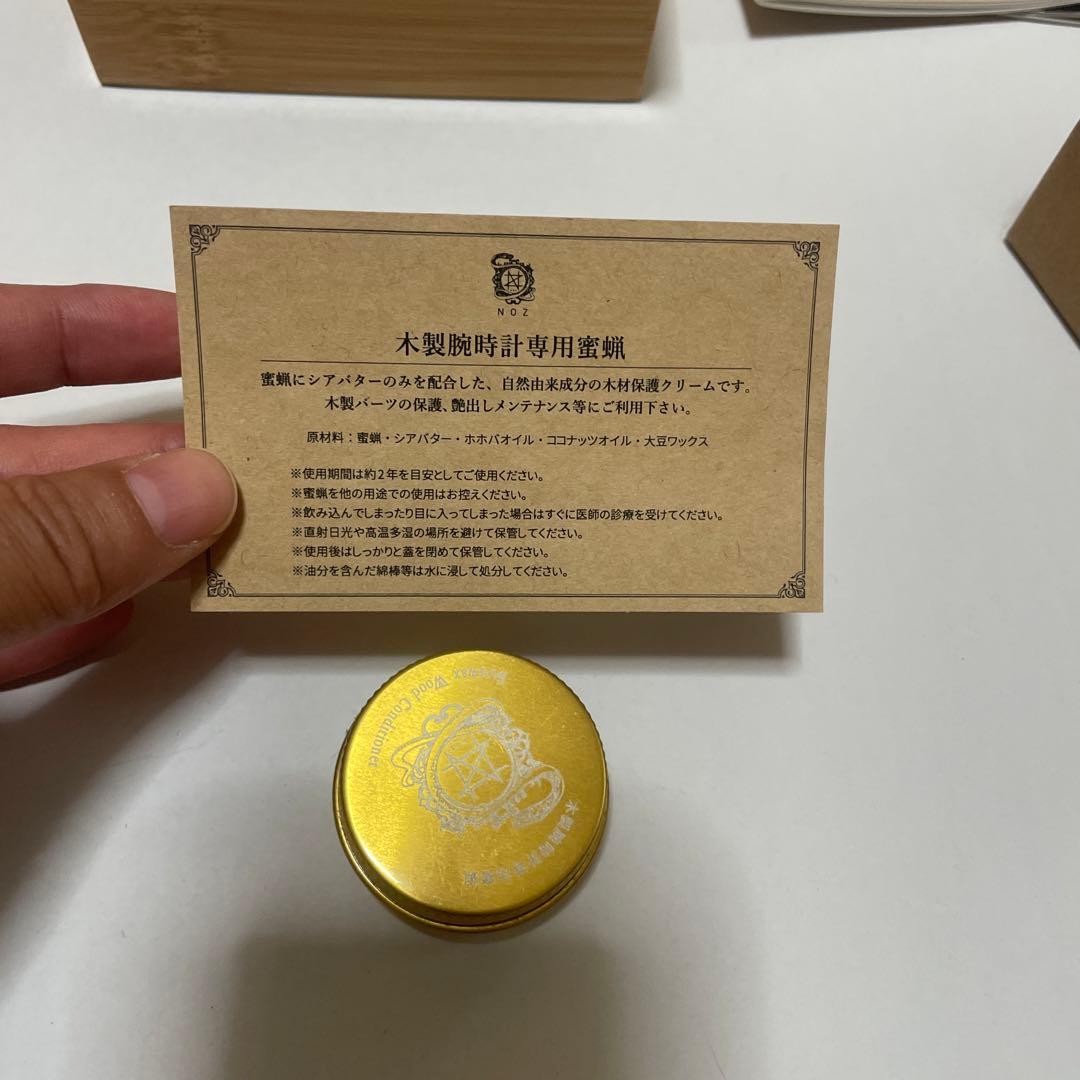 NOZ
木製腕時計専用蜜蝋
蜜蝋にシアバターのみを配合した、自然由来成分の木材保護クリームです。
木製パーツの保護、艶出しメンテナンス等にご利用下さい。
原材料：蜜蝋・シアバター・ホホバオイル・ココナッツオイル・大豆ワックス
※使用期間は約2年を目安としてご使用ください。
※蜜蝋を他の用途での使用はお控えください。
※飲み込んでしまったり目に入ってしまった場合はすぐに医師の診療を受けてください。
※直射日光や高温多湿の場所を避けて保管してください。
※使用後はしっかりと蓋を閉めて保管してください。
※油分を含んだ綿棒等は水に浸して処分してください。
Beeswax Wood Conditioner
木製腕時計専用蜜蝋